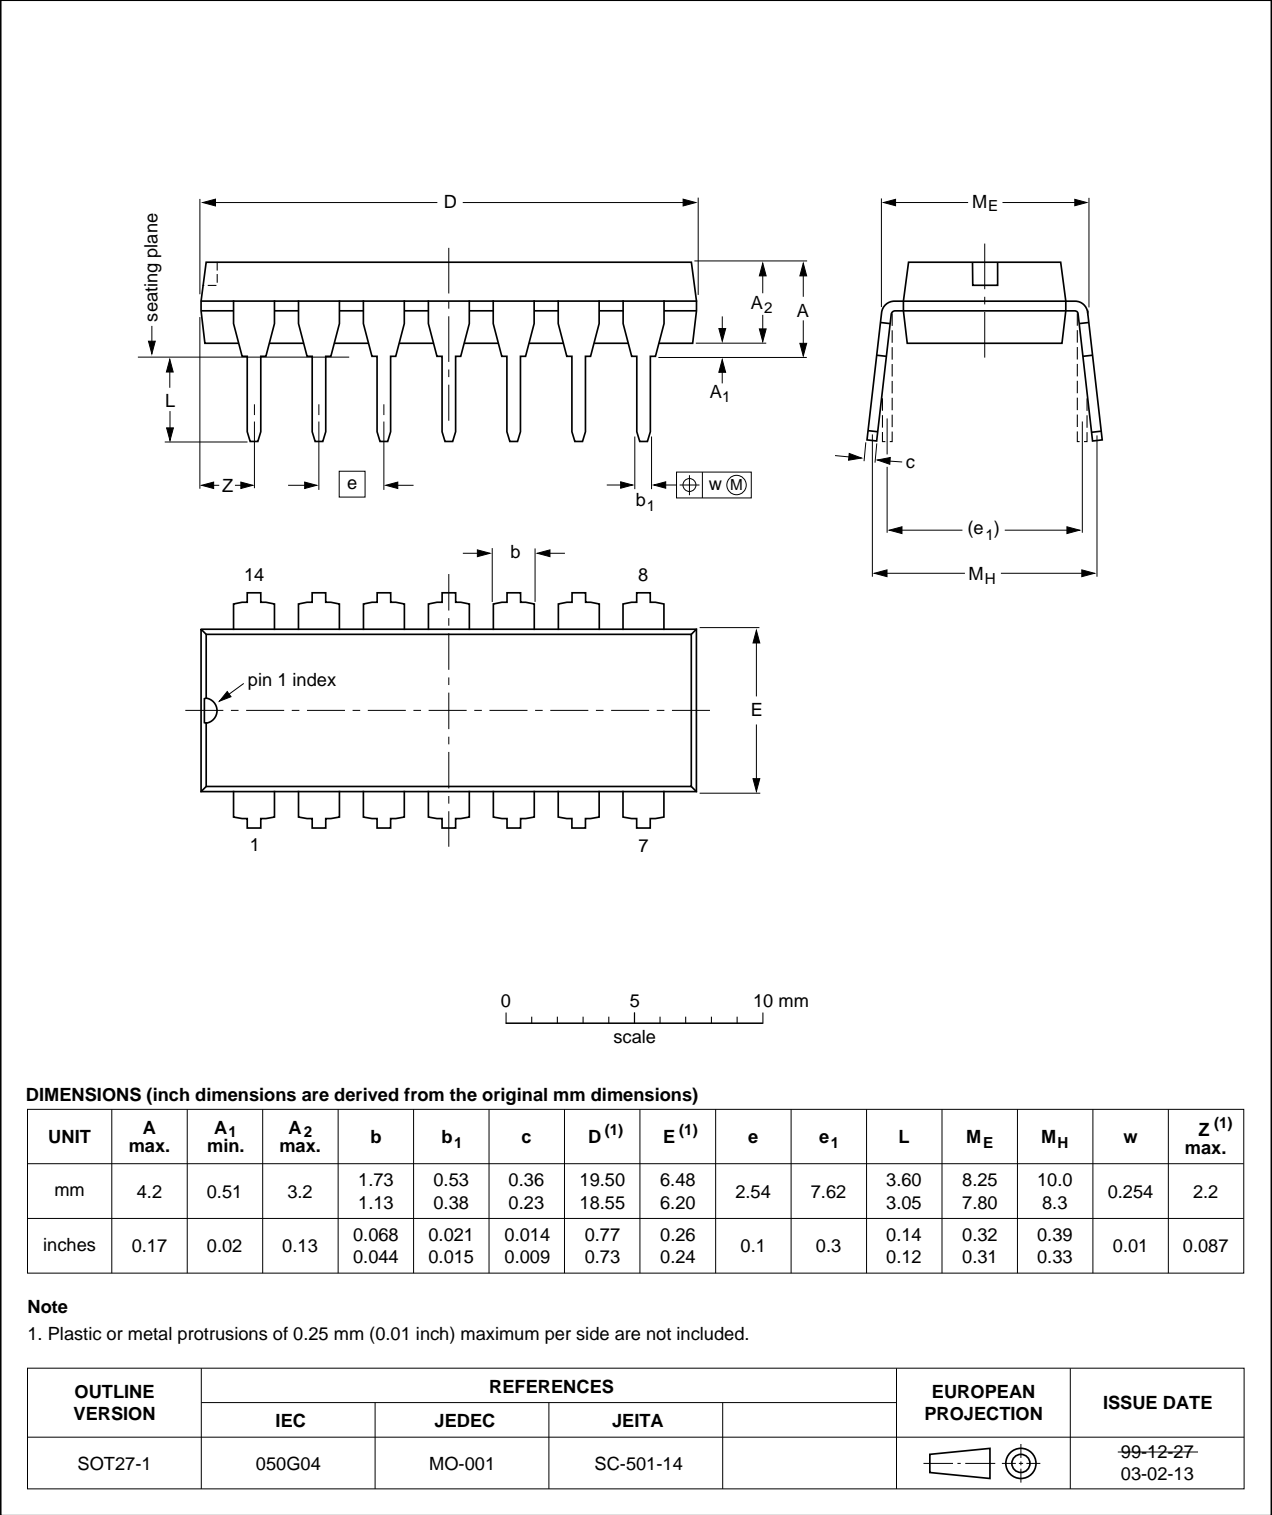 D
ME
seating plane
A2
A
A1
L
Z
e
b1
w M
c
(e1)
MH
b
14
8
pin 1 index
E
1
7
0 5 10 mm
scale
DIMENSIONS (inch dimensions are derived from the original mm dimensions)
UNIT A max. A1 min. A2 max. b b1 c D (1) E (1) e e1 L ME MH w Z (1) max.
mm 4.2 0.51 3.2 1.73 1.13 0.53 0.38 0.36 0.23 19.50 18.55 6.48 6.20 2.54 7.62 3.60 3.05 8.25 7.80 10.0 8.3 0.254 2.2
inches 0.17 0.02 0.13 0.068 0.044 0.021 0.015 0.014 0.009 0.77 0.73 0.26 0.24 0.1 0.3 0.14 0.12 0.32 0.31 0.39 0.33 0.01 0.087
Note
1. Plastic or metal protrusions of 0.25 mm (0.01 inch) maximum per side are not included.
OUTLINE VERSION REFERENCES EUROPEAN PROJECTION ISSUE DATE
IEC JEDEC JEITA
SOT27-1 050G04 MO-001 SC-501-14 99-12-27
03-02-13